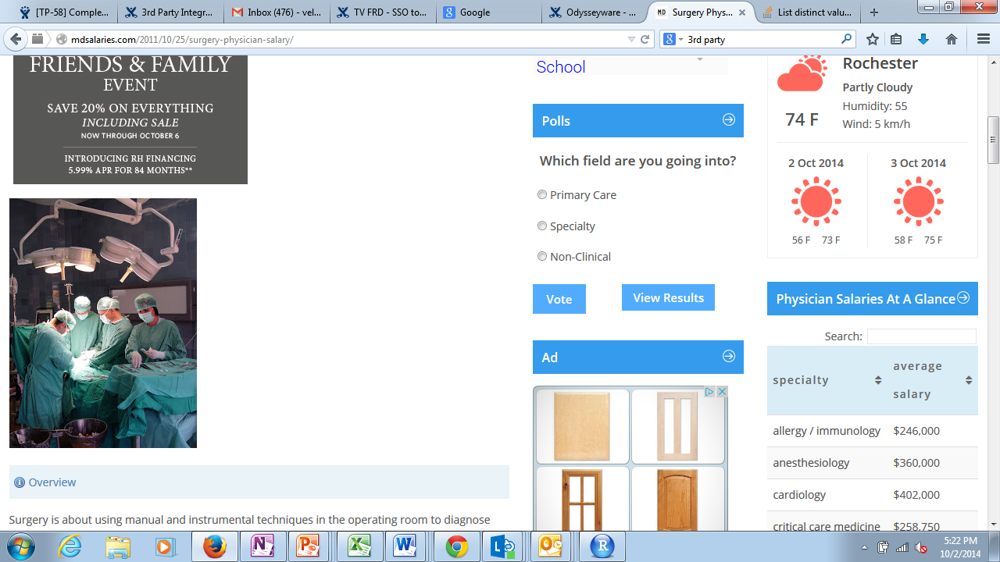 [TP-58] Comple...
3rd Party Integr...
Inbox (476) - vel...
TV FRD - SSO to...
Google
Odysseyware - ...
MD Surgery Phys...
List distinct valu...
mdsalaries.com/2011/10/25/surgery-physician-salary/
3rd party
FRIENDS & FAMILY
EVENT
SAVE 20% ON EVERYTHING
INCLUDING SALE
NOW THROUGH OCTOBER 6
INTRODUCING RH FINANCING
5.99% APR FOR 84 MONTHS**
Overview
Surgery is about using manual and instrumental techniques in the operating room to diagnose
School
Polls
Which field are you going into?
Primary Care
Specialty
Non-Clinical
Vote
View Results
Ad
Rochester
Partly Cloudy
Humidity: 55
Wind: 5 km/h
74 F
2 Oct 2014
3 Oct 2014
56 F 73 F
58 F 75 F
Physician Salaries At A Glance
Search:
specialty
average
salary
allergy / immunology $246,000
anesthesiology $360,000
cardiology $402,000
critical care medicine $258,750
5:22 PM
10/2/2014